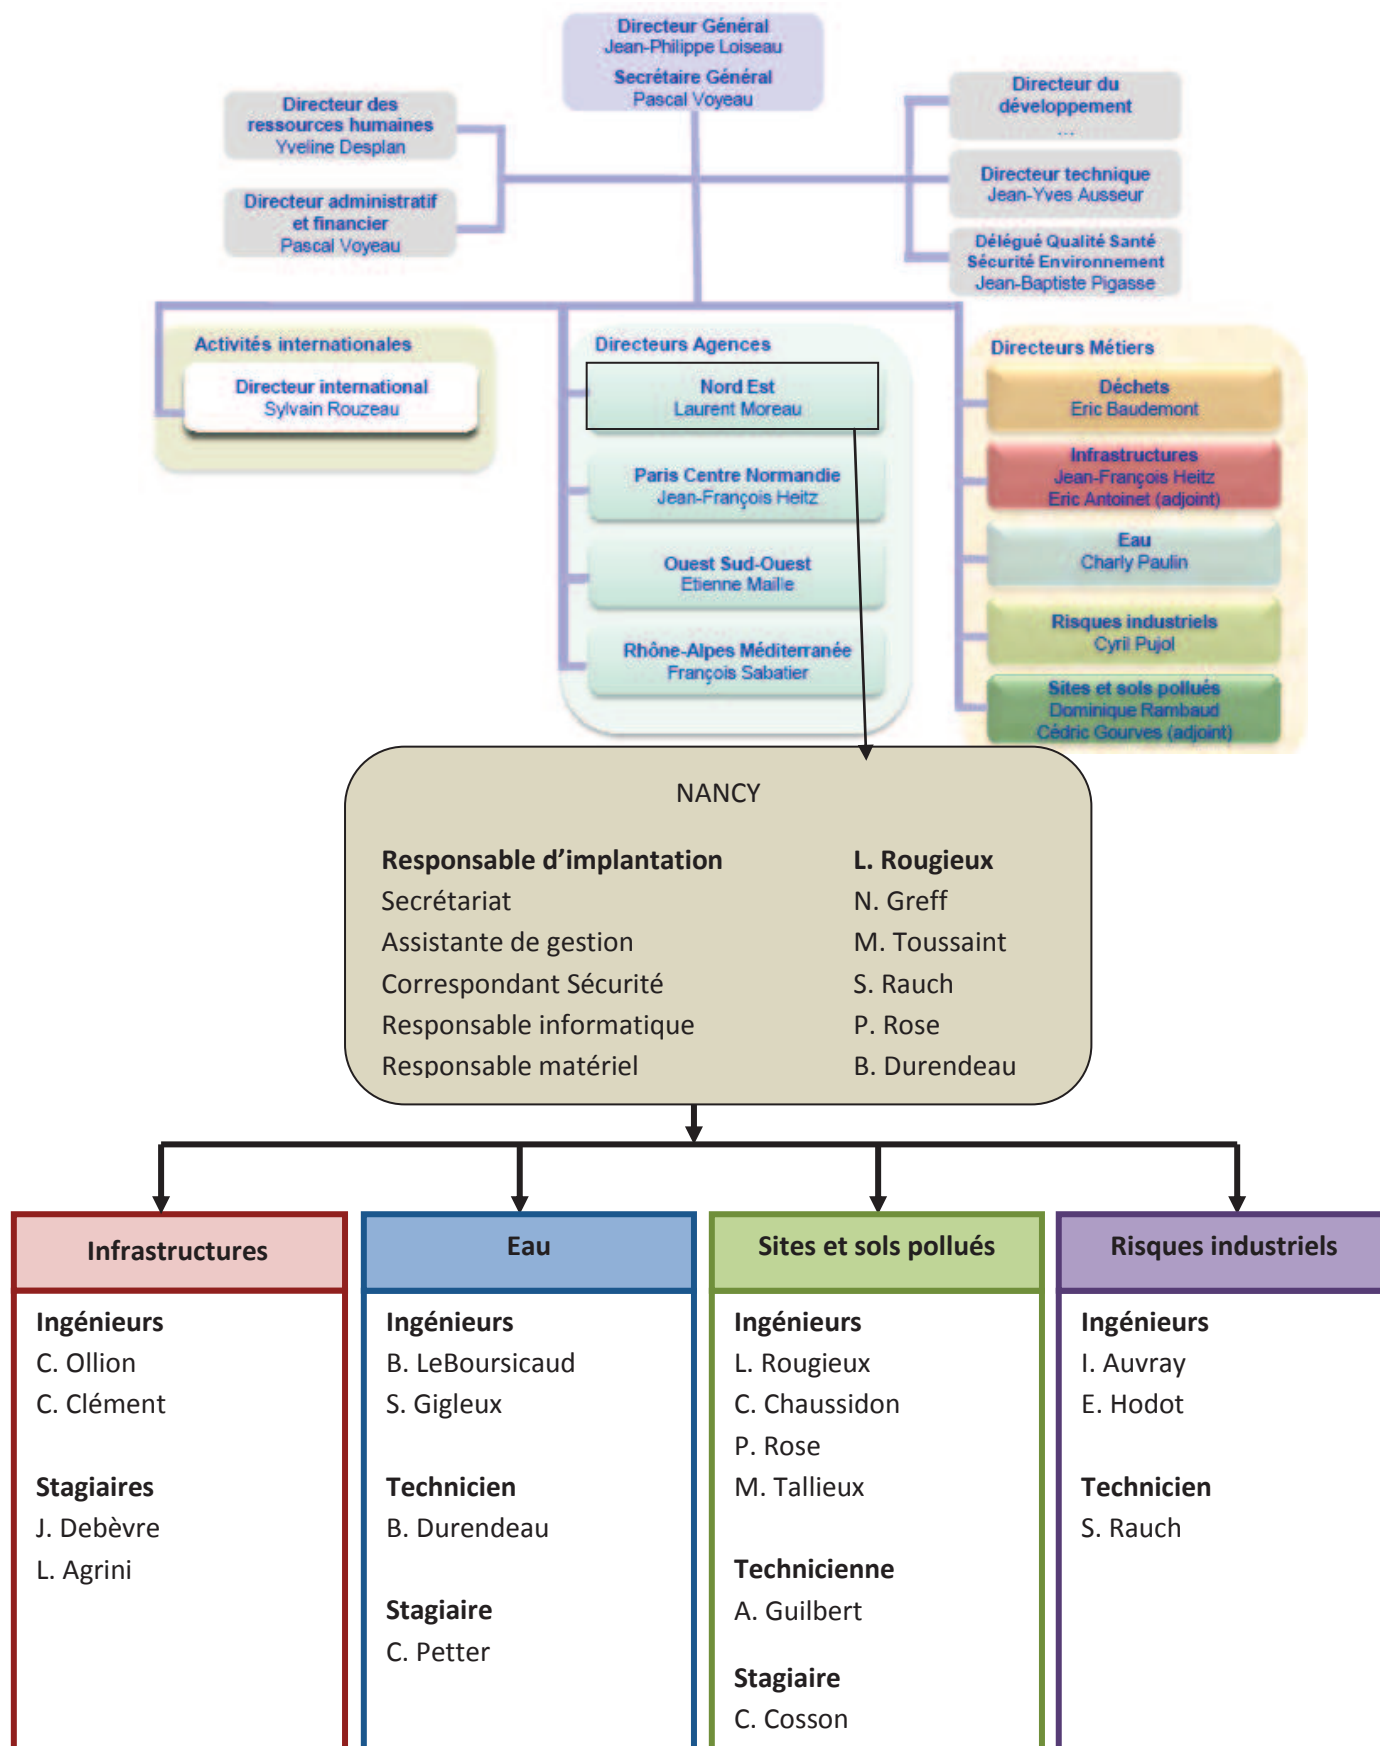 Directeur Général
Jean-Philippe Loiseau
Secrétaire Général
Pascal Voyeau
Directeur des
ressources humaines
Yveline Desplan
Directeur administratif
et financier
Pascal Voyeau
Directeur du
développement
...
Directeur technique
Jean-Yves Ausseur
Délégué Qualité Santé
Sécurité Environnement
Jean-Baptiste Pigasse
Activités internationales
Directeur international
Sylvain Rouzeau
Directeurs Agences
Nord Est
Laurent Moreau
Paris Centre Normandie
Jean-François Heitz
Ouest Sud-Ouest
Etienne Maille
Rhône-Alpes Méditerranée
François Sabatier
Directeurs Métiers
Déchets
Eric Baudemont
Infrastructures
Jean-François Heitz
Eric Antoinet (adjoint)
Eau
Charly Paulin
Risques industriels
Cyril Pujol
Sites et sols pollués
Dominique Rambaud
Cédric Gourves (adjoint)
NANCY
Responsable d’implantation L. Rougieux
Secrétariat N. Greff
Assistante de gestion M. Toussaint
Correspondant Sécurité S. Rauch
Responsable informatique P. Rose
Responsable matériel B. Durendeau
Infrastructures
Ingénieurs
C. Ollion
C. Clément
Stagiaires
J. Debèvre
L. Agrini
Eau
Ingénieurs
B. LeBoursicaud
S. Gigleux
Technicien
B. Durendeau
Stagiaire
C. Petter
Sites et sols pollués
Ingénieurs
L. Rougieux
C. Chaussidon
P. Rose
M. Tallieux
Technicienne
A. Guilbert
Stagiaire
C. Cosson
Risques industriels
Ingénieurs
I. Auvray
E. Hodot
Technicien
S. Rauch